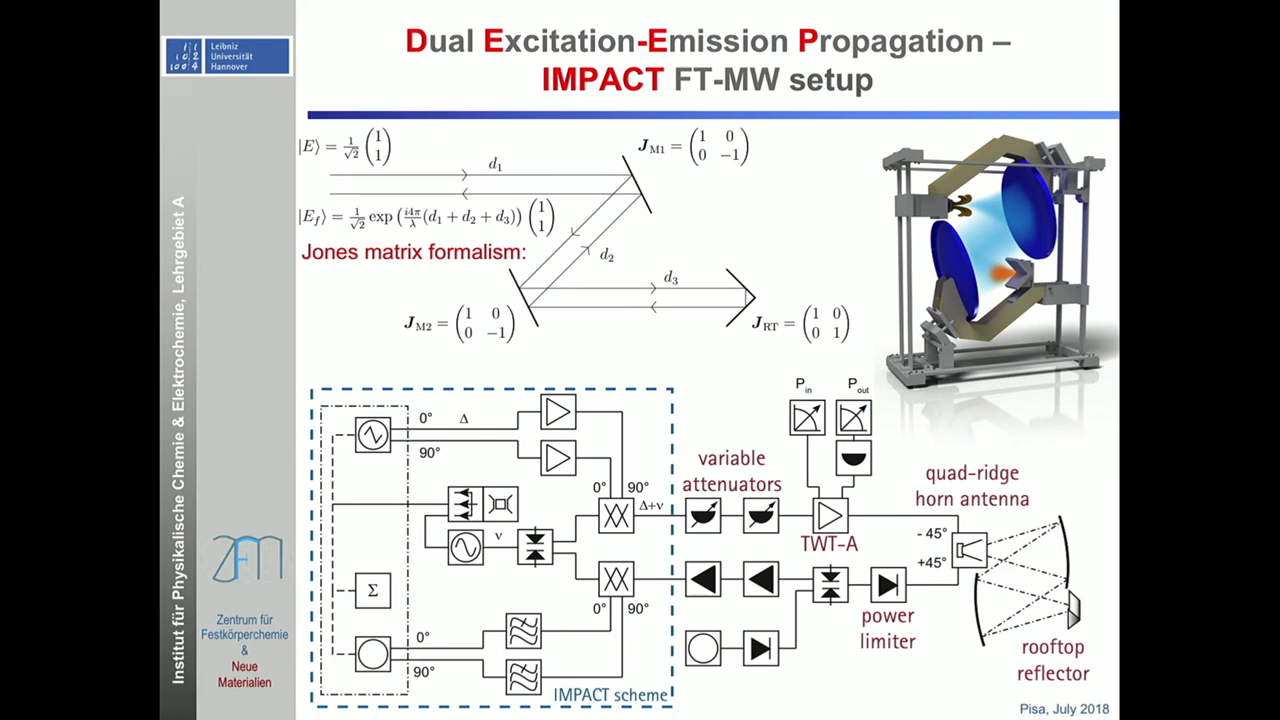 Leibniz
Universität
Hannover
Dual Excitation-Emission Propagation –
IMPACT FT-MW setup
|E⟩ = 1/√2 (1 1)
d₁
J_M1 = (1 0 0 −1)
|E_f⟩ = 1/√2 exp (i4π/λ (d₁ + d₂ + d₃)) (1 1)
Jones matrix formalism:
d₂
d₃
J_M2 = (1 0 0 −1)
J_RT = (1 0 0 1)
Institut für Physikalische Chemie & Elektrochemie, Lehrgebiet A
ZFM
Zentrum für
Festkörperchemie
&
Neue
Materialien
0°
Δ
90°
0°
90°
Δ+ν
ν
Σ
0°
90°
0°
90°
IMPACT scheme
variable
attenuators
P_in
P_out
TWT-A
quad-ridge
horn antenna
- 45°
+45°
power
limiter
rooftop
reflector
Pisa, July 2018